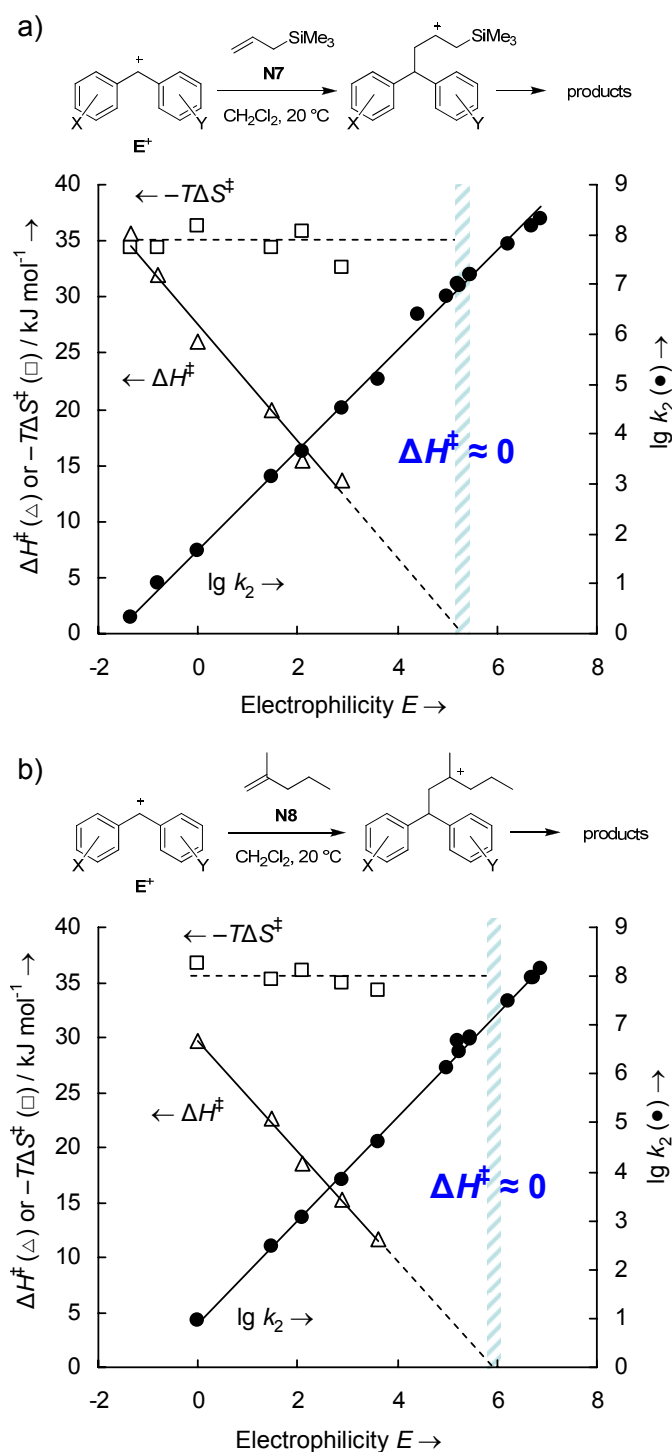 a)
SiMe₃
+
N7
+
SiMe₃
CH₂Cl₂, 20 °C
products
X
Y
X
Y
E⁺
← −TΔS‡
← ΔH‡
ΔH‡ ≈ 0
lg k₂ →
40
35
30
25
20
15
10
5
0
9
8
7
6
5
4
3
2
1
0
-2
0
2
4
6
8
ΔH‡ (△) or −TΔS‡ (□) / kJ mol⁻¹ →
lg k₂ (●) →
Electrophilicity E →
b)
+
N8
+
CH₂Cl₂, 20 °C
products
X
Y
X
Y
E⁺
← −TΔS‡
← ΔH‡
ΔH‡ ≈ 0
lg k₂ →
40
35
30
25
20
15
10
5
0
9
8
7
6
5
4
3
2
1
0
-2
0
2
4
6
8
ΔH‡ (△) or −TΔS‡ (□) / kJ mol⁻¹ →
lg k₂ (●) →
Electrophilicity E →